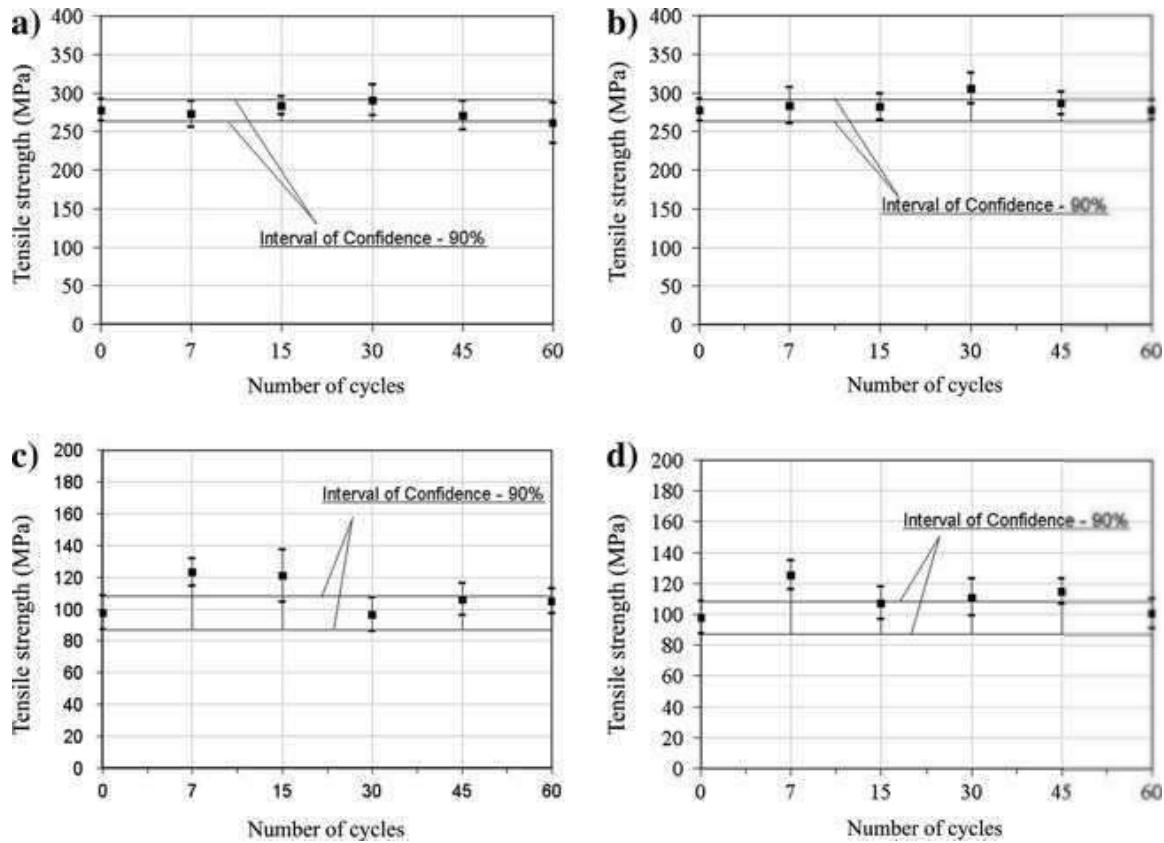 a)
Tensile strength (MPa)
400
350
300
250
200
150
100
50
0
Interval of Confidence - 90%
0 7 15 30 45 60
Number of cycles
b)
Tensile strength (MPa)
400
350
300
250
200
150
100
50
0
Interval of Confidence - 90%
0 7 15 30 45 60
Number of cycles
c)
Tensile strength (MPa)
200
180
160
140
120
100
80
60
40
20
0
Interval of Confidence - 90%
0 7 15 30 45 60
Number of cycles
d)
Tensile strength (MPa)
200
180
160
140
120
100
80
60
40
20
0
Interval of Confidence - 90%
0 7 15 30 45 60
Number of cycles